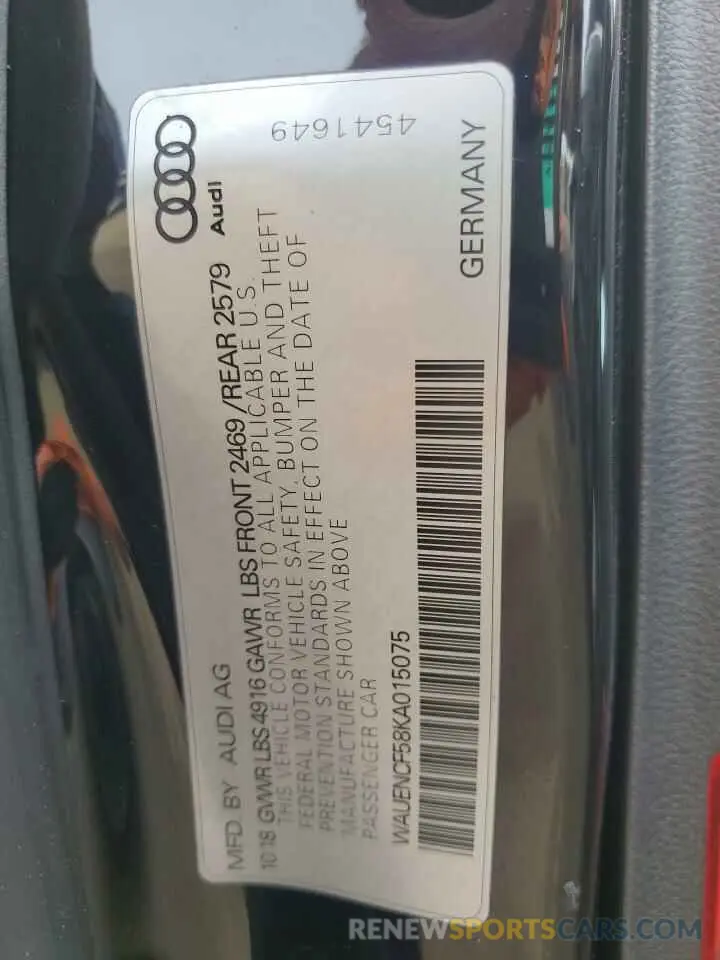 MFD. BY AUDI AG
10 18 GVWR LBS 4916 GAWR LBS FRONT 2469/REAR 2579
THIS VEHICLE CONFORMS TO ALL APPLICABLE U.S.
FEDERAL MOTOR VEHICLE SAFETY, BUMPER AND THEFT
PREVENTION STANDARDS IN EFFECT ON THE DATE OF
MANUFACTURE SHOWN ABOVE
PASSENGER CAR
WAUENCF58KA015075
Audi
4541649
GERMANY
RENEWSPORTSCARS.COM